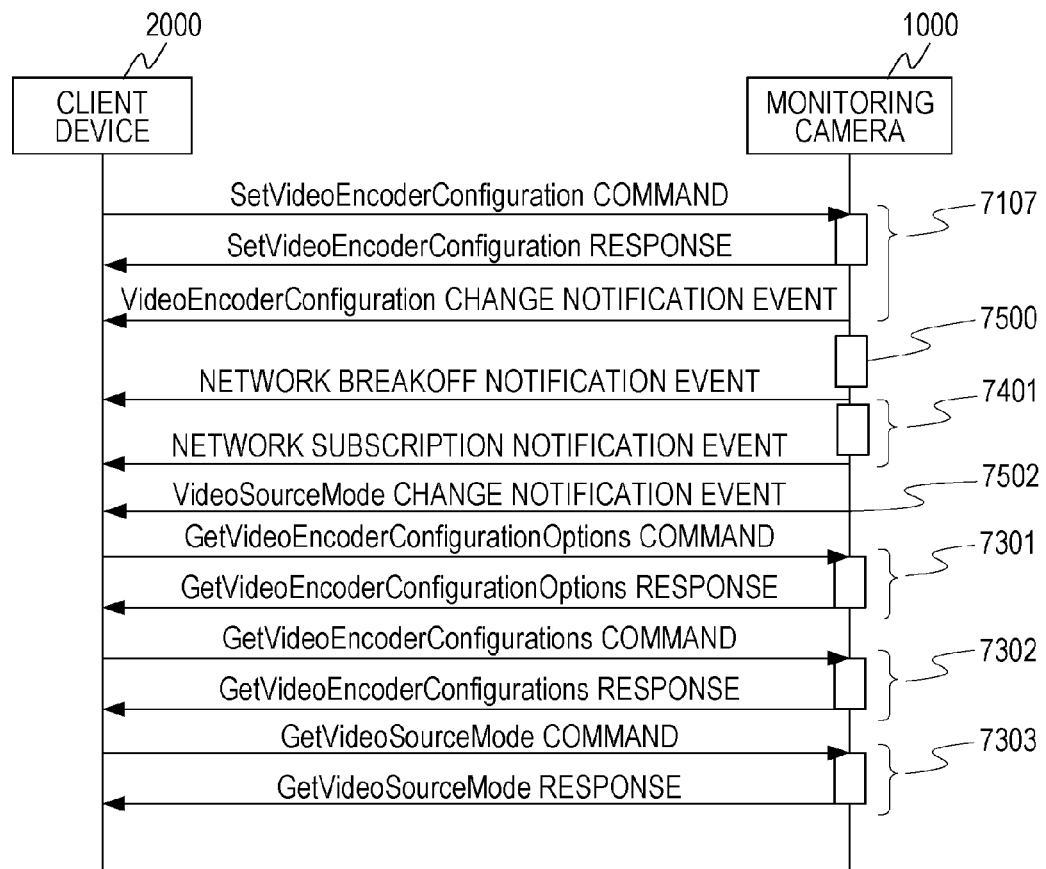 2000
1000
CLIENT
DEVICE
MONITORING
CAMERA
SetVideoEncoderConfiguration COMMAND
7107
SetVideoEncoderConfiguration RESPONSE
VideoEncoderConfiguration CHANGE NOTIFICATION EVENT
7500
NETWORK BREAKOFF NOTIFICATION EVENT
7401
NETWORK SUBSCRIPTION NOTIFICATION EVENT
7502
VideoSourceMode CHANGE NOTIFICATION EVENT
GetVideoEncoderConfigurationOptions COMMAND
7301
GetVideoEncoderConfigurationOptions RESPONSE
GetVideoEncoderConfigurations COMMAND
7302
GetVideoEncoderConfigurations RESPONSE
GetVideoSourceMode COMMAND
7303
GetVideoSourceMode RESPONSE